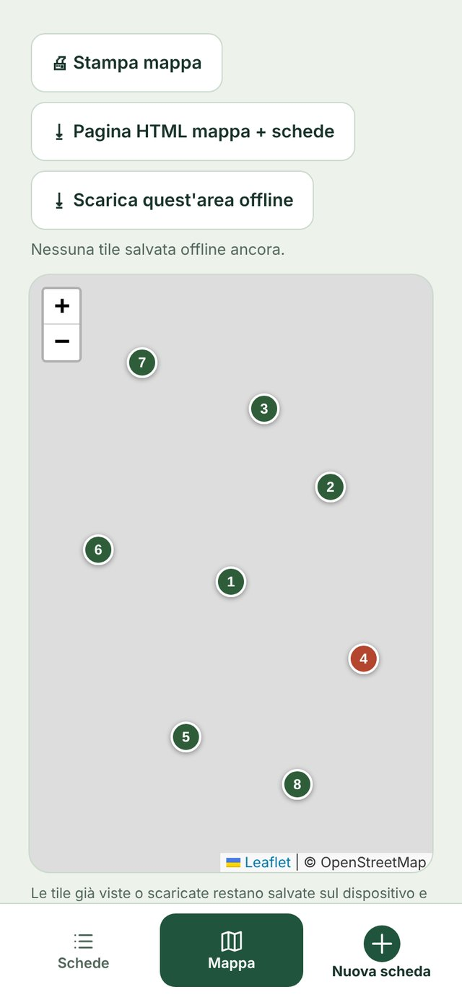 Stampa mappa
Pagina HTML mappa + schede
Scarica quest'area offline
Nessuna tile salvata offline ancora.
+
−
7
3
2
6
1
4
5
8
Leaflet | © OpenStreetMap
Le tile già viste o scaricate restano salvate sul dispositivo e
Schede
Mappa
Nuova scheda